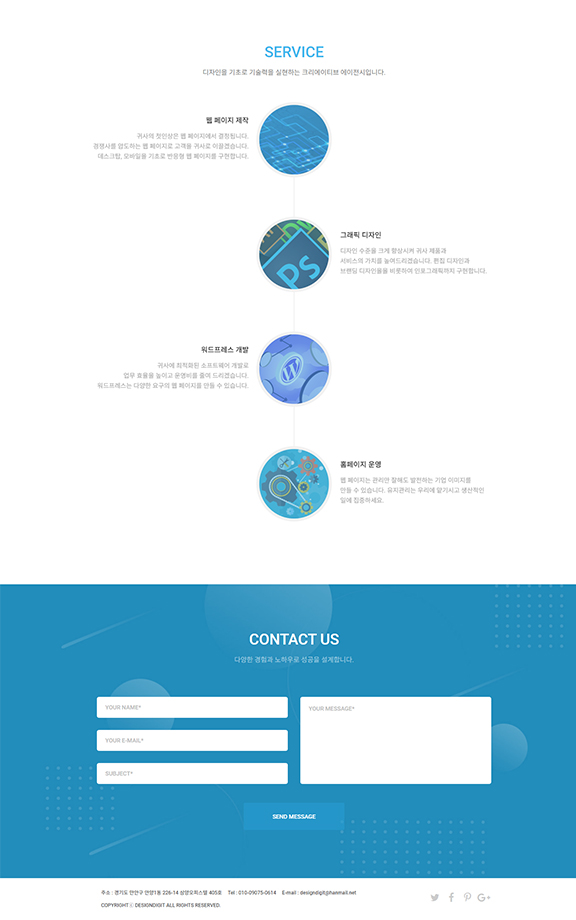 SERVICE
디자인을 기초로 기술력을 실현하는 크리에이티브 에이전시입니다.
웹 페이지 제작
귀사의 첫인상은 웹 페이지에서 결정됩니다.
경쟁사를 압도하는 웹 페이지로 고객을 귀사로 이끌겠습니다.
데스크탑, 모바일을 기초로 반응형 웹 페이지를 구현합니다.
그래픽 디자인
디자인 수준을 크게 향상시켜 귀사 제품과
서비스의 가치를 높여드리겠습니다. 편집 디자인과
브랜딩 디자인을 비롯하여 인포그래픽까지 구현합니다.
Ps
워드프레스 개발
귀사에 최적화된 소프트웨어 개발로
업무 효율을 높이고 운영비를 줄여 드리겠습니다.
워드프레스는 다양한 요구의 웹 페이지를 만들 수 있습니다.
W
홈페이지 운영
웹 페이지는 관리만 잘해도 발전하는 기업 이미지를
만들 수 있습니다. 유지관리는 우리에 맡기시고 생산적인
일에 집중하세요.
CONTACT US
다양한 경험과 노하우로 성공을 설계합니다.
YOUR NAME*
YOUR MESSAGE*
YOUR E-MAIL*
SUBJECT*
SEND MESSAGE
주소 : 경기도 안양시 만안구 안양1동 226-14 삼양오피스텔 405호 Tel : 010-09075-0614 E-mail : designdigit@hanmail.net
COPYRIGHT ⓒ DESIGNDIGIT ALL RIGHTS RESERVED.
G+